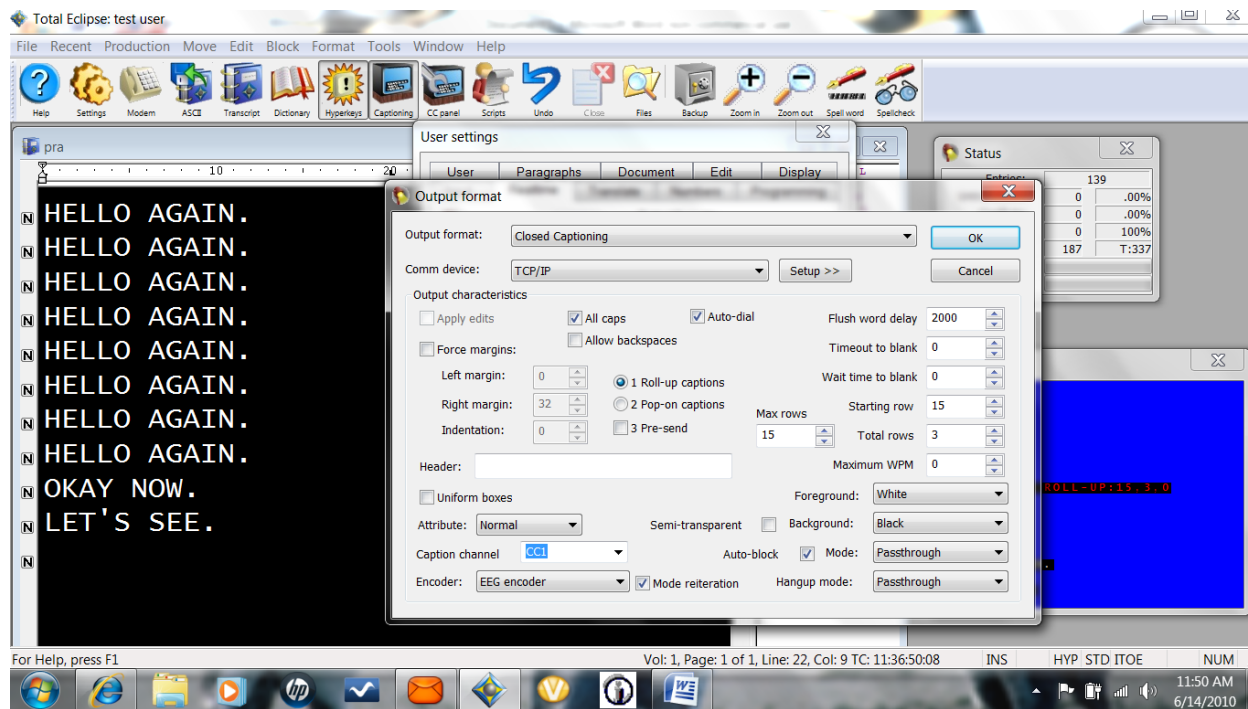 Total Eclipse: test user
File Recent Production Move Edit Block Format Tools Window Help
Help Settings Modem ASCII Transcript Dictionary Hyperkeys Captioning CC panel Scripts Undo Close Files Backup Zoom in Zoom out Spell word Spellcheck
pra
10 20
User settings
User Paragraphs Document Edit Display
Realtime Translate Numbers Programming
Status
Entries: 139
0 .00%
0 .00%
0 100%
187 T:337
HELLO AGAIN.
HELLO AGAIN.
HELLO AGAIN.
HELLO AGAIN.
HELLO AGAIN.
HELLO AGAIN.
HELLO AGAIN.
HELLO AGAIN.
OKAY NOW.
LET'S SEE.
Output format
Output format: Closed Captioning OK
Comm device: TCP/IP Setup >> Cancel
Output characteristics
Apply edits All caps Auto-dial Flush word delay 2000
Force margins: Allow backspaces Timeout to blank 0
Left margin: 0 1 Roll-up captions Wait time to blank 0
Right margin: 32 2 Pop-on captions Max rows Starting row 15
Indentation: 0 3 Pre-send 15 Total rows 3
Header: Maximum WPM 0
Uniform boxes Foreground: White
Attribute: Normal Semi-transparent Background: Black
Caption channel CC1 Auto-block Mode: Passthrough
Encoder: EEG encoder Mode reiteration Hangup mode: Passthrough
ROLL-UP:15.3.0
For Help, press F1 Vol: 1, Page: 1 of 1, Line: 22, Col: 9 TC: 11:36:50:08 INS HYP STD ITOE NUM
11:50 AM
6/14/2010